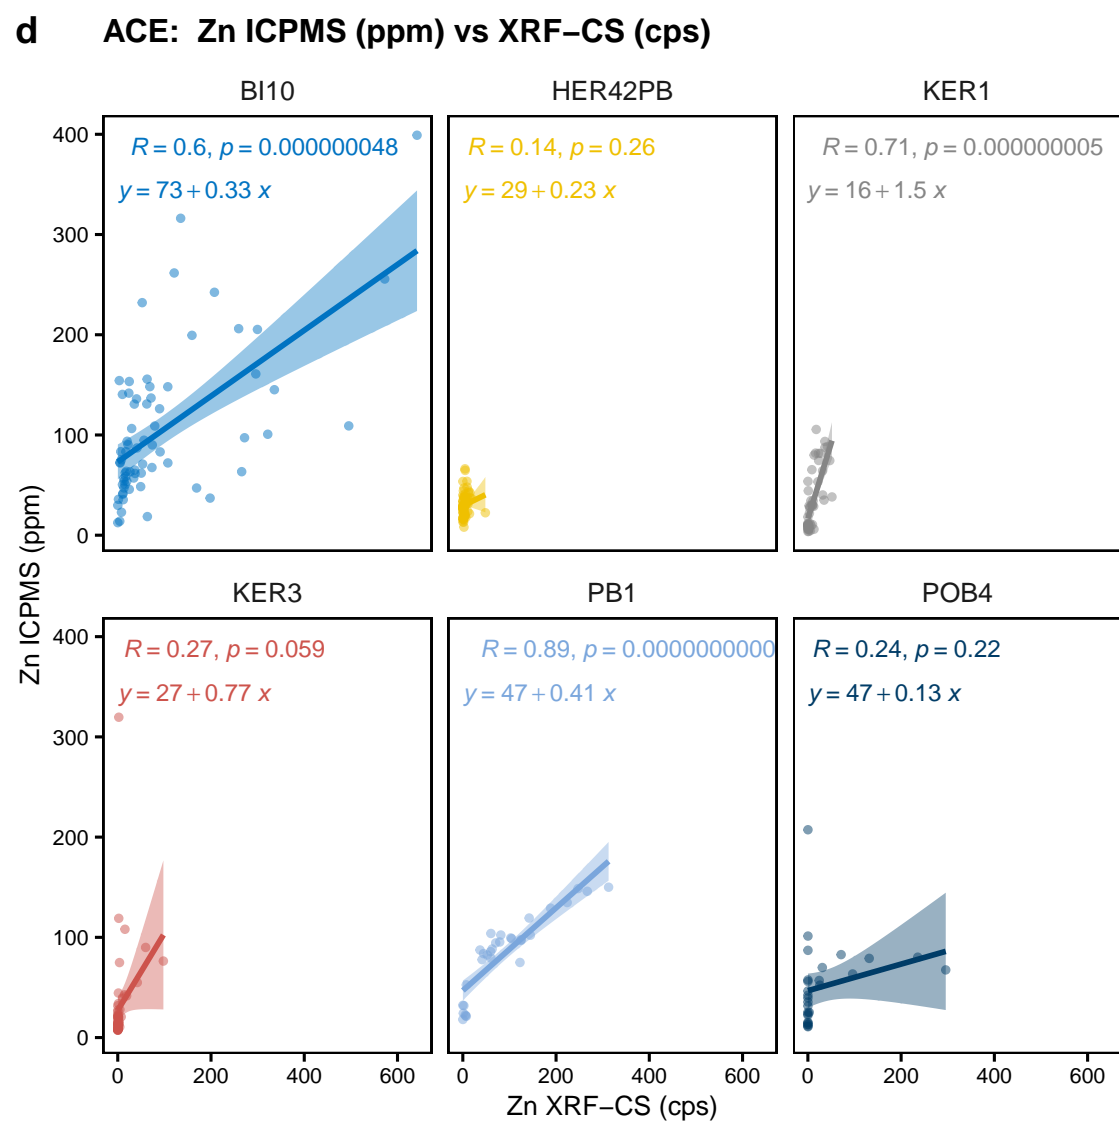 d ACE: Zn ICPMS (ppm) vs XRF−CS (cps)
BI10 HER42PB KER1
R = 0.6, p = 0.000000048 R = 0.14, p = 0.26 R = 0.71, p = 0.000000005
y = 73 + 0.33 x y = 29 + 0.23 x y = 16 + 1.5 x
400
300
200
100
0
Zn ICPMS (ppm)
KER3 PB1 POB4
R = 0.27, p = 0.059 R = 0.89, p = 0.0000000000 R = 0.24, p = 0.22
y = 27 + 0.77 x y = 47 + 0.41 x y = 47 + 0.13 x
400
300
200
100
0
0 200 400 600 0 200 400 600 0 200 400 600
Zn XRF−CS (cps)